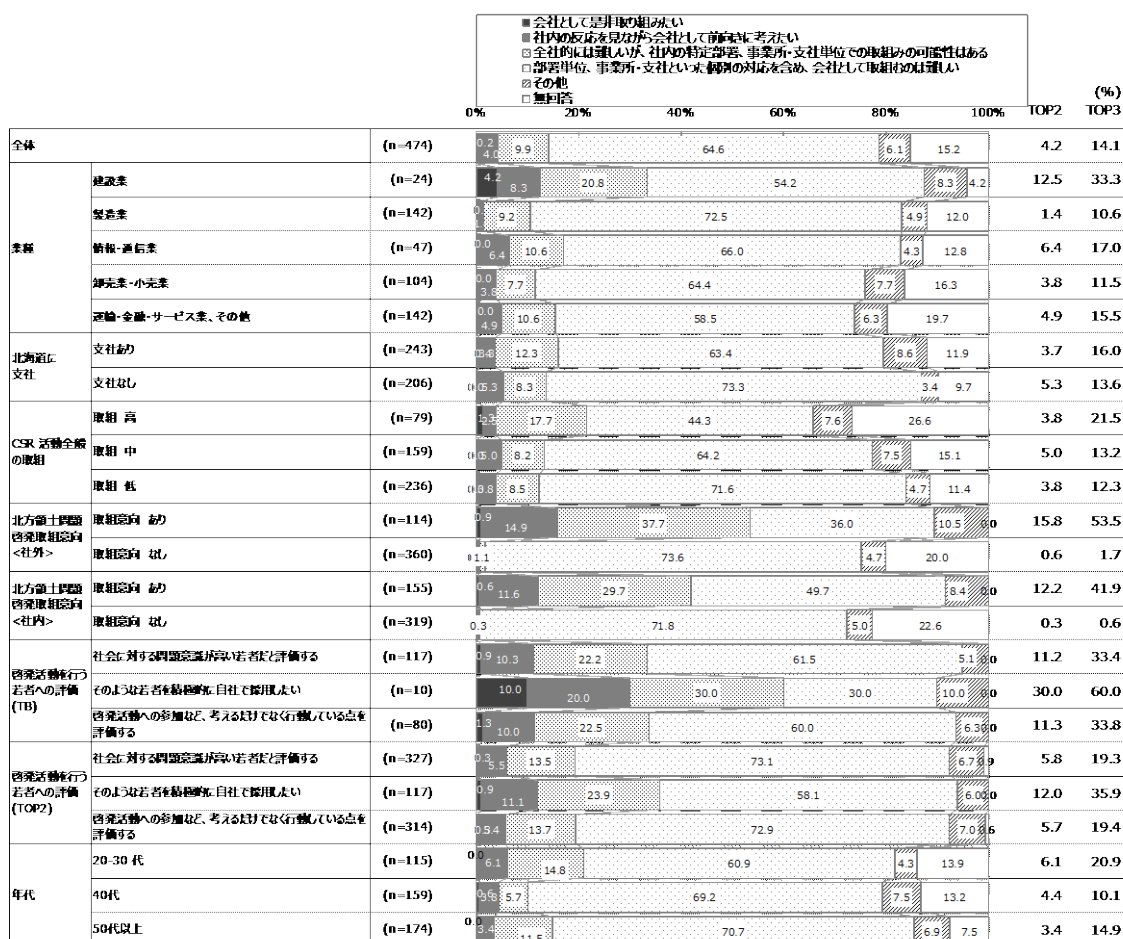 会社として是非取り組みたい
社内の反応を見ながら会社として前向きに考えたい
全社的には難しいが、社内の特定部署、事業所・支社単位での取組みの可能性はある
部署単位、事業所・支社といった個別の対応を含め、会社として取組むのは難しい
その他
無回答
(%)
0% 20% 40% 60% 80% 100% TOP2 TOP3
全体 (n=474) 0.2 4.0 9.9 64.6 6.1 15.2 4.2 14.1
業種
建設業 (n=24) 4.2 8.3 20.8 54.2 8.3 4.2 12.5 33.3
製造業 (n=142) 9.2 72.5 4.9 12.0 1.4 10.6
情報・通信業 (n=47) 0.0 6.4 10.6 66.0 4.3 12.8 6.4 17.0
卸売業・小売業 (n=104) 0.0 3.8 7.7 64.4 7.7 16.3 3.8 11.5
運輸・金融・サービス業、その他 (n=142) 0.0 4.9 10.6 58.5 6.3 19.7 4.9 15.5
北海道に
支社
支社あり (n=243) 12.3 63.4 8.6 11.9 3.7 16.0
支社なし (n=206) 5.3 8.3 73.3 3.4 9.7 5.3 13.6
CSR 活動全般
の取組
取組 高 (n=79) 1.3 17.7 44.3 7.6 26.6 3.8 21.5
取組 中 (n=159) 5.0 8.2 64.2 7.5 15.1 5.0 13.2
取組 低 (n=236) 3.8 8.5 71.6 4.7 11.4 3.8 12.3
北方領土問題
啓発取組意向
<社外>
取組意向 あり (n=114) 0.9 14.9 37.7 36.0 10.5 0.0 15.8 53.5
取組意向 なし (n=360) 1.1 73.6 4.7 20.0 0.6 1.7
北方領土問題
啓発取組意向
<社内>
取組意向 あり (n=155) 0.6 11.6 29.7 49.7 8.4 0.0 12.2 41.9
取組意向 なし (n=319) 0.3 71.8 5.0 22.6 0.3 0.6
啓発活動を行う
若者への評価
(TB)
社会に対する問題意識が高い若者だと評価する (n=117) 0.9 10.3 22.2 61.5 5.1 0.0 11.2 33.4
そのような若者を積極的に自社で採用したい (n=10) 10.0 20.0 30.0 30.0 10.0 0.0 30.0 60.0
啓発活動への参加など、考えるだけでなく行動している点を
評価する (n=80) 1.3 10.0 22.5 60.0 6.3 0.0 11.3 33.8
啓発活動を行う
若者への評価
(TOP2)
社会に対する問題意識が高い若者だと評価する (n=327) 0.3 5.5 13.5 73.1 6.7 0.9 5.8 19.3
そのような若者を積極的に自社で採用したい (n=117) 0.9 11.1 23.9 58.1 6.0 0.0 12.0 35.9
啓発活動への参加など、考えるだけでなく行動している点を
評価する (n=314) 5.4 13.7 72.9 7.0 0.6 5.7 19.4
年代
20-30 代 (n=115) 0.0 6.1 14.8 60.9 4.3 13.9 6.1 20.9
40代 (n=159) 0.6 3.8 5.7 69.2 7.5 13.2 4.4 10.1
50代以上 (n=174) 0.0 3.4 11.5 70.7 6.9 7.5 3.4 14.9